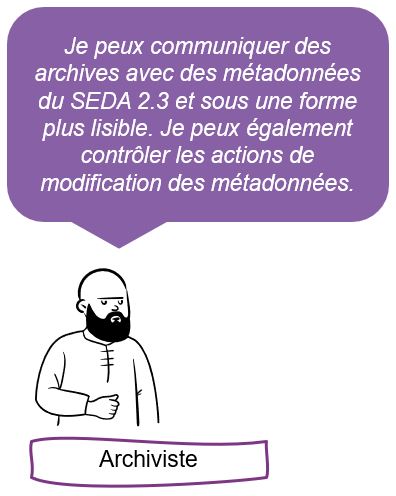 Je peux communiquer des
archives avec des métadonnées
du SEDA 2.3 et sous une forme
plus lisible. Je peux également
contrôler les actions de
modification des métadonnées.
Archiviste